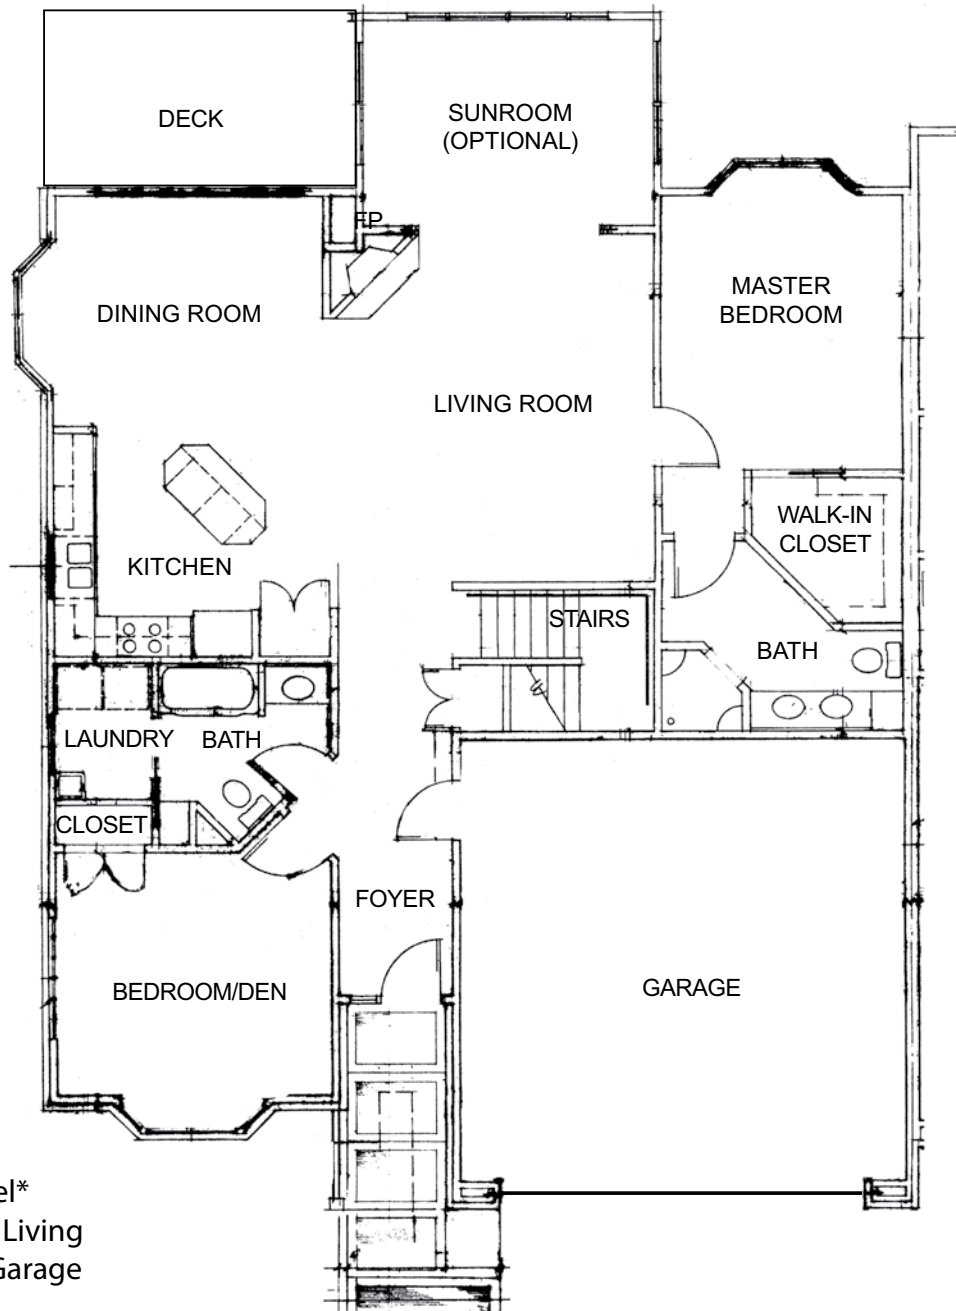 DECK
SUNROOM
(OPTIONAL)
FP
MASTER
BEDROOM
DINING ROOM
LIVING ROOM
WALK-IN
CLOSET
KITCHEN
STAIRS
BATH
LAUNDRY
BATH
CLOSET
FOYER
BEDROOM/DEN
GARAGE
el*
Living
Garage